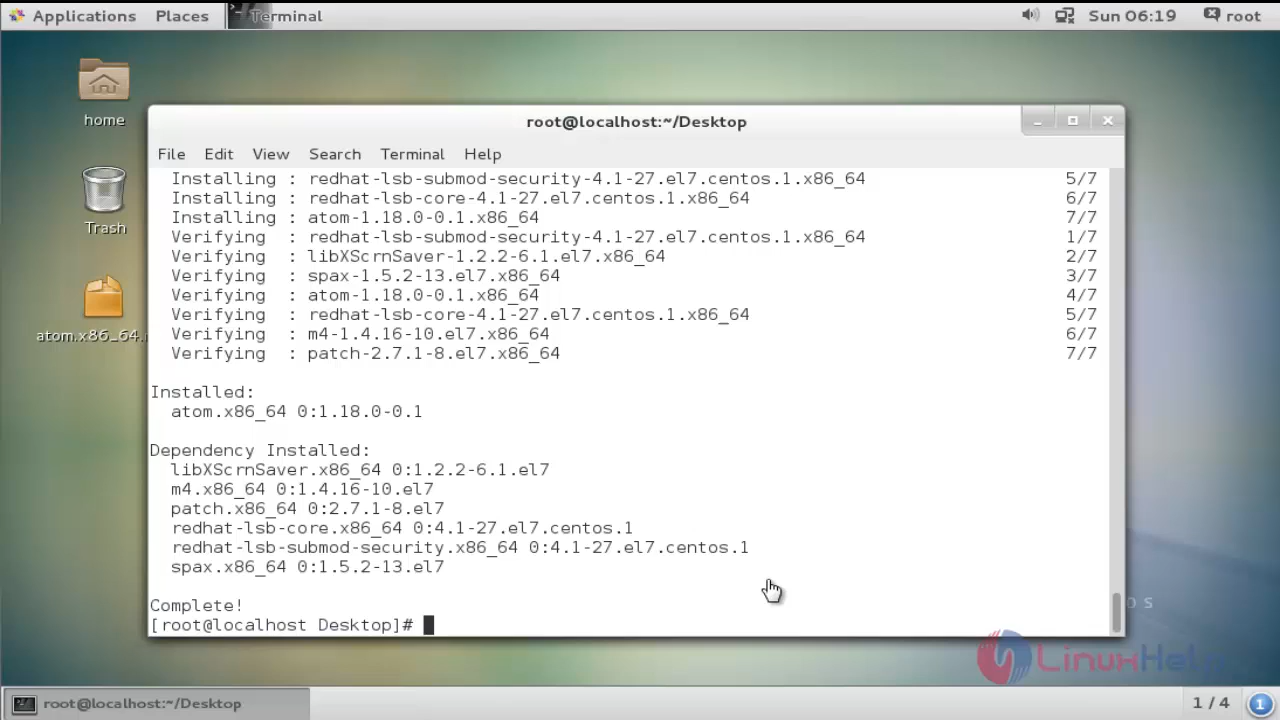 Applications Places Terminal Sun 06:19 root
home
Trash
atom.x86_64.
root@localhost:~/Desktop
File Edit View Search Terminal Help
Installing : redhat-lsb-submod-security-4.1-27.el7.centos.1.x86_64 5/7
Installing : redhat-lsb-core-4.1-27.el7.centos.1.x86_64 6/7
Installing : atom-1.18.0-0.1.x86_64 7/7
Verifying : redhat-lsb-submod-security-4.1-27.el7.centos.1.x86_64 1/7
Verifying : libXScrnSaver-1.2.2-6.1.el7.x86_64 2/7
Verifying : spax-1.5.2-13.el7.x86_64 3/7
Verifying : atom-1.18.0-0.1.x86_64 4/7
Verifying : redhat-lsb-core-4.1-27.el7.centos.1.x86_64 5/7
Verifying : m4-1.4.16-10.el7.x86_64 6/7
Verifying : patch-2.7.1-8.el7.x86_64 7/7
Installed:
atom.x86_64 0:1.18.0-0.1
Dependency Installed:
libXScrnSaver.x86_64 0:1.2.2-6.1.el7
m4.x86_64 0:1.4.16-10.el7
patch.x86_64 0:2.7.1-8.el7
redhat-lsb-core.x86_64 0:4.1-27.el7.centos.1
redhat-lsb-submod-security.x86_64 0:4.1-27.el7.centos.1
spax.x86_64 0:1.5.2-13.el7
Complete!
[root@localhost Desktop]#
O S
LinuxHelp
root@localhost:~/Desktop 1 / 4 1